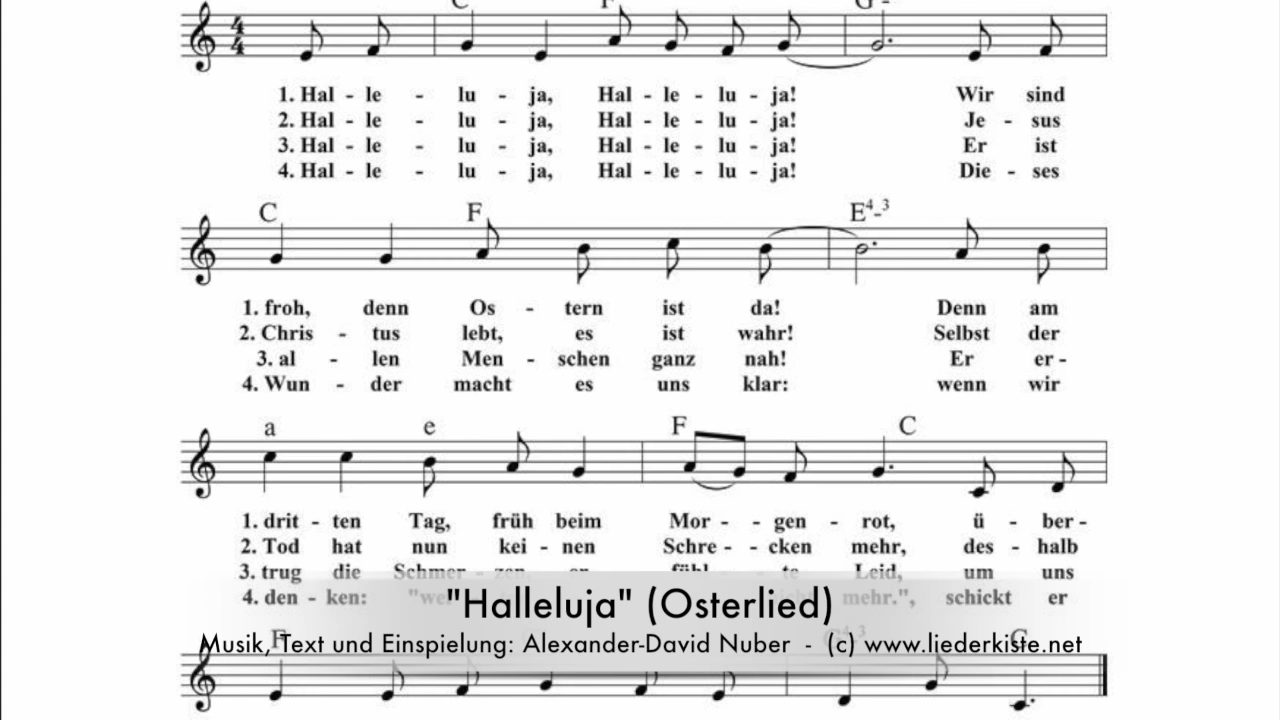 C F G -
1. Hal - le - lu - ja, Hal - le - lu - ja! Wir sind
2. Hal - le - lu - ja, Hal - le - lu - ja! Je - sus
3. Hal - le - lu - ja, Hal - le - lu - ja! Er ist
4. Hal - le - lu - ja, Hal - le - lu - ja! Die - ses
C F E4-3
1. froh, denn Os - tern ist da! Denn am
2. Chris - tus lebt, es ist wahr! Selbst der
3. al - len Men - schen ganz nah! Er er -
4. Wun - der macht es uns klar: wenn wir
a e F C
1. drit - ten Tag, früh beim Mor - - gen - rot, ü - ber -
2. Tod hat nun kei - nen Schre - - cken mehr, des - halb
3. trug die Schmer - zen, er fühl - - te Leid, um uns
4. den - ken: mehr.", schickt er
"Halleluja" (Osterlied)
F C
Musik, Text und Einspielung: Alexander-David Nuber - (c) www.liederkiste.net